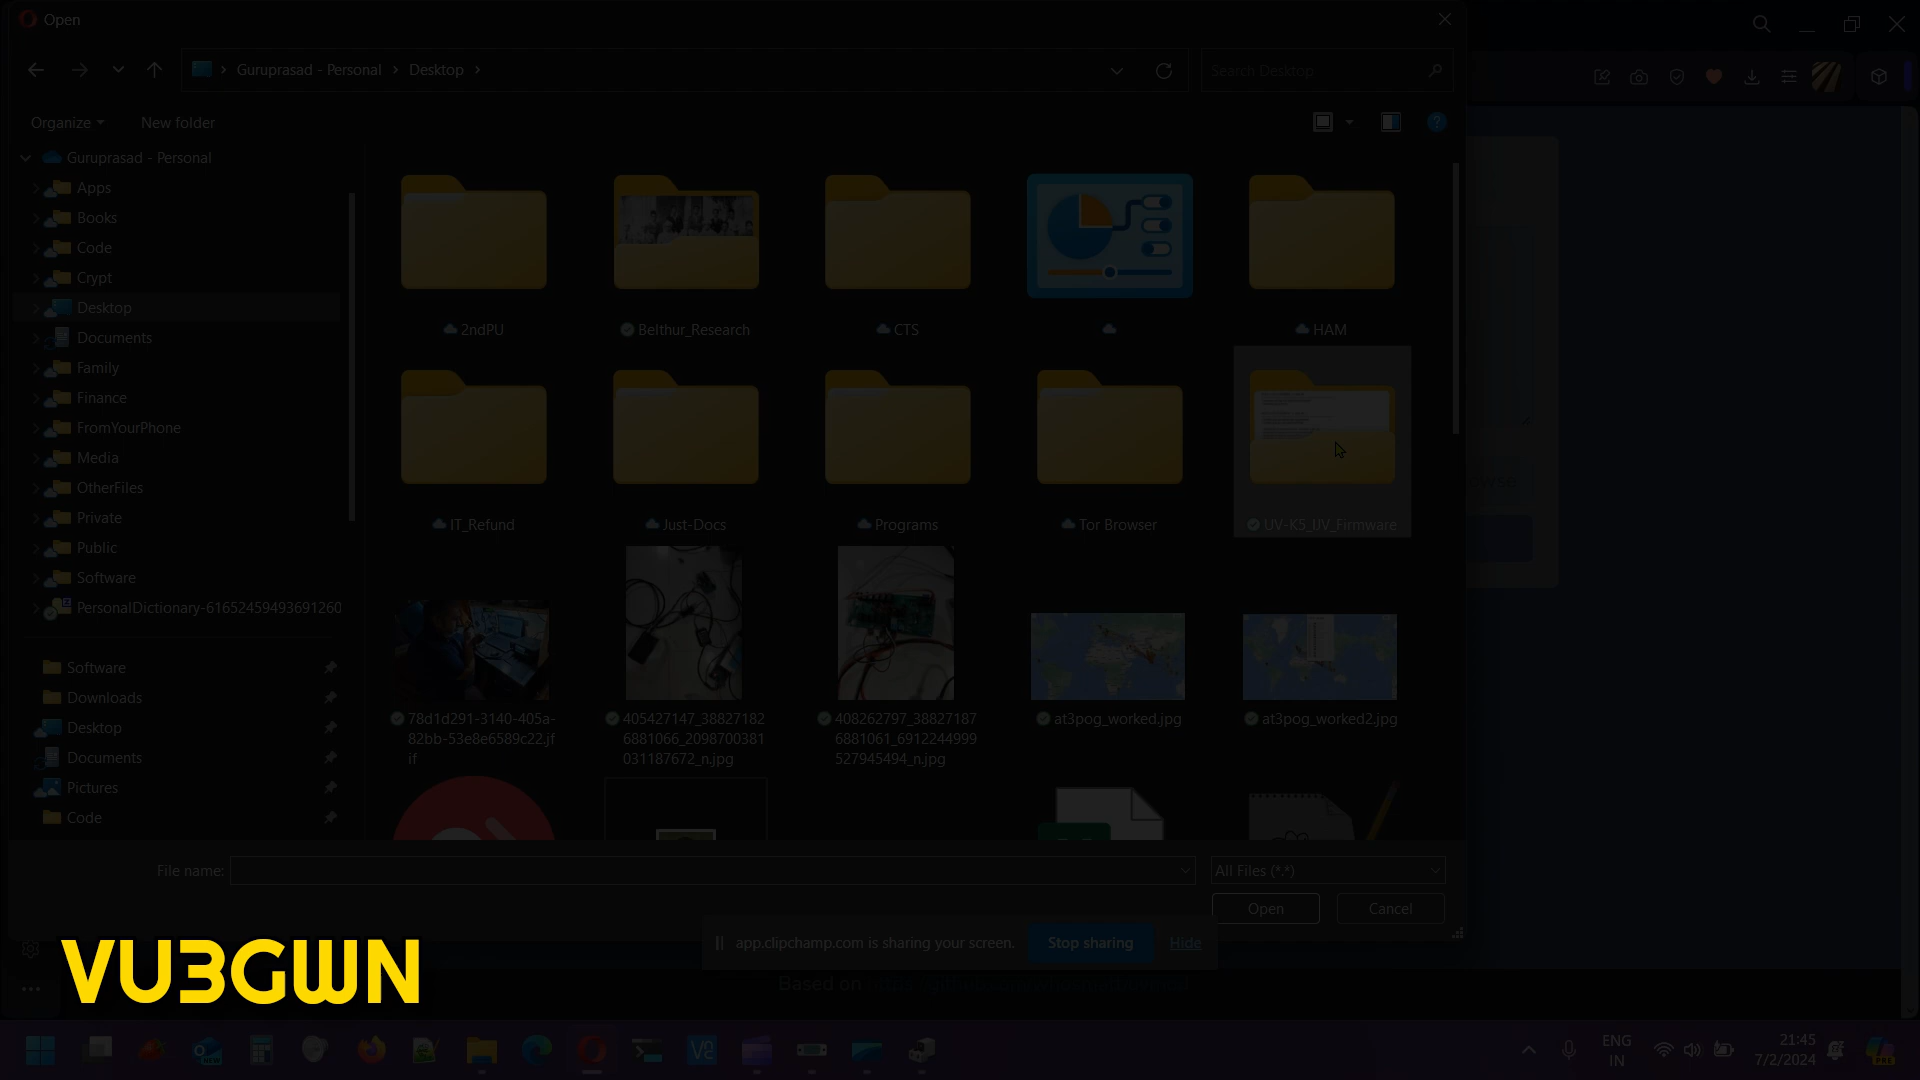 Open
Guruprasad - Personal > Desktop >
Search Desktop
Organize
New folder
Guruprasad - Personal
Apps
Books
Code
Crypt
Desktop
Documents
Family
Finance
FromYourPhone
Media
OtherFiles
Private
Public
Software
PersonalDictionary-61652459493691260
Software
Downloads
Desktop
Documents
Pictures
Code
2ndPU
Belthur_Research
CTS
HAM
IT_Refund
Just-Docs
Programs
Tor Browser
UV-K5_IJV_Firmware
78d1d291-3140-405a-
82bb-53e8e6589c22.jf
if
405427147_38827182
6881066_2098700381
031187672_n.jpg
408262797_38827187
6881061_6912244999
527945494_n.jpg
at3pog_worked.jpg
at3pog_worked2.jpg
File name:
All Files (*.*)
Open
Cancel
app.clipchamp.com is sharing your screen.
Stop sharing
Hide
Based on
VU3GWN
ENG
IN
21:45
7/2/2024